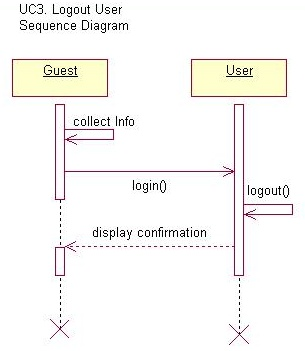 UC3. Logout User
Sequence Diagram
Guest
User
collect Info
login()
logout()
display confirmation